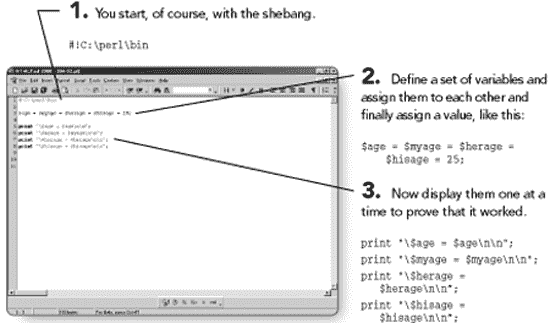 1. You start, of course, with the shebang.
#!C:\perl\bin
2. Define a set of variables and
assign them to each other and
finally assign a value, like this:
$age = $myage = $herage =
$hisage = 25;
3. Now display them one at a
time to prove that it worked.
print "\$age = $age\n\n";
print "\$myage = $myage\n\n";
print "\$herage =
$herage\n\n";
print "\$hisage =
$hisage\n\n";